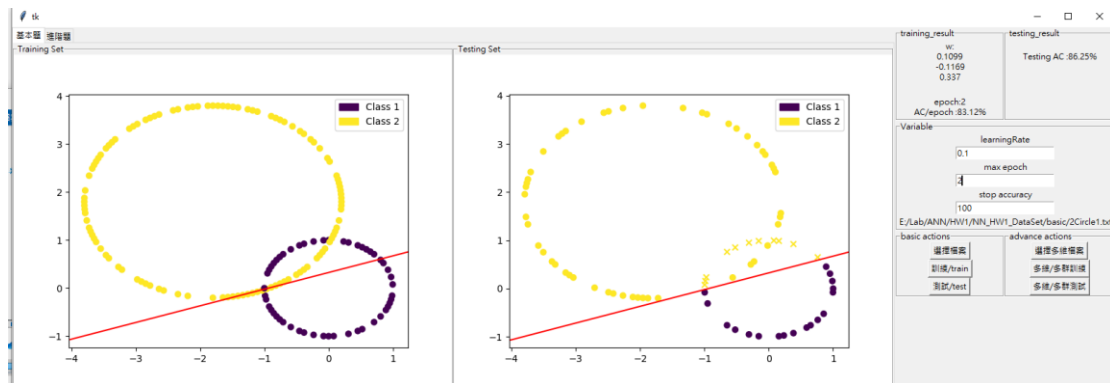 tk
基本題 進階題
Training Set
Class 1
Class 2
4
3
2
1
0
−1
−4 −3 −2 −1 0 1
Testing Set
Class 1
Class 2
4
3
2
1
0
−1
−4 −3 −2 −1 0 1
training_result
w:
0.1099
-0.1169
0.337
epoch:2
AC/epoch :83.12%
testing_result
Testing AC :86.25%
Variable
learningRate
0.1
max epoch
2
stop accuracy
100
E:/Lab/ANN/HW1/NN_HW1_DataSet/basic/2Circle1.txt
basic actions
選擇檔案
訓練/train
測試/test
advance actions
選擇多維檔案
多維/多群訓練
多維/多群測試